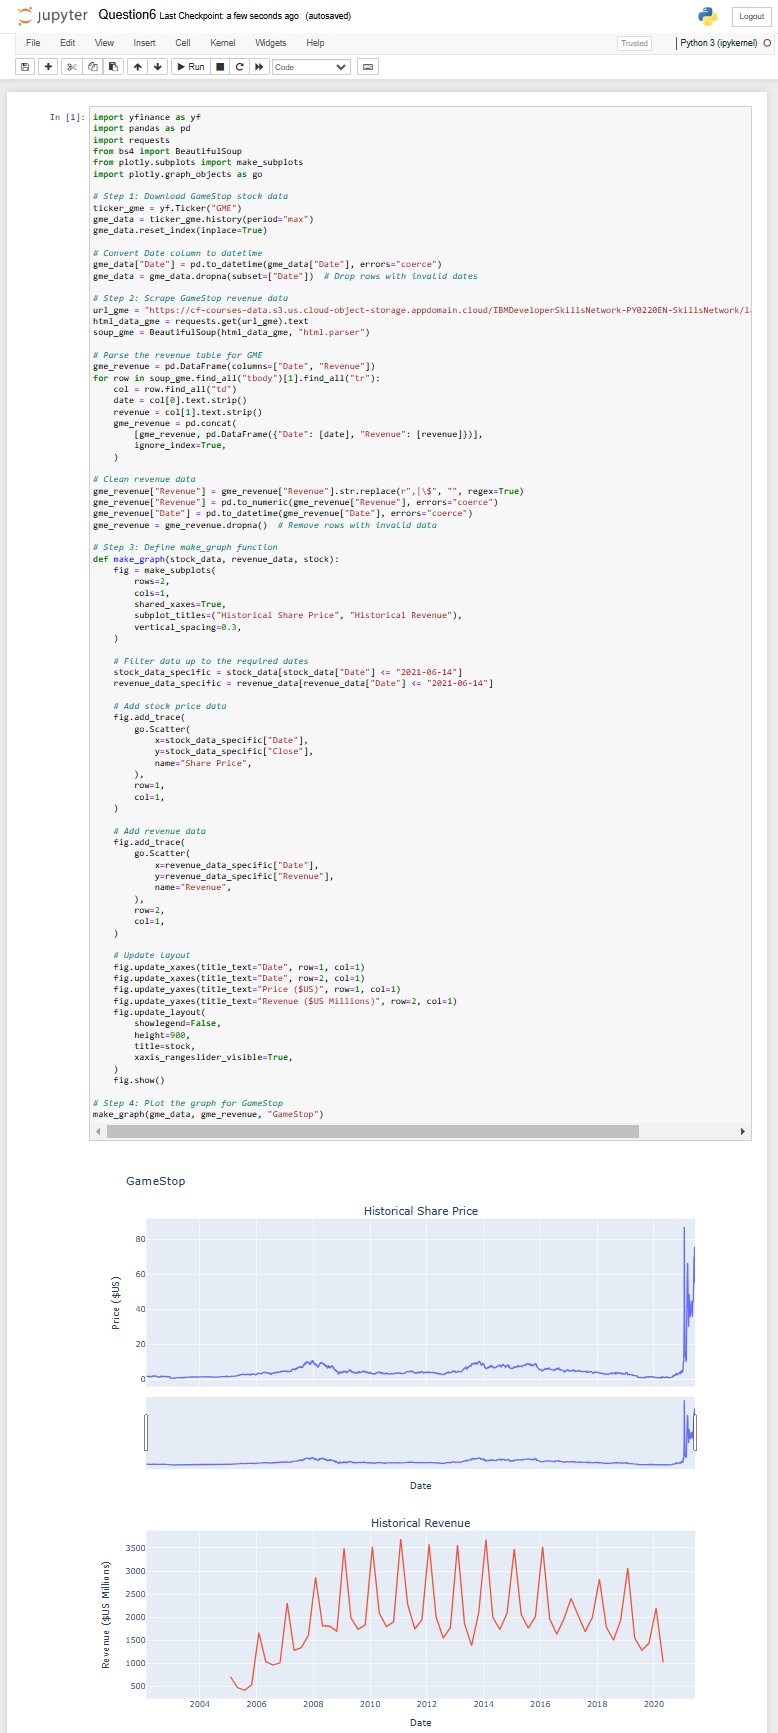 jupyter Question6 Last Checkpoint: a few seconds ago (autosaved)
Logout
File Edit View Insert Cell Kernel Widgets Help
Trusted
Python 3 (ipykernel)
Run
Code
In [1]:
import yfinance as yf
import pandas as pd
import requests
from bs4 import BeautifulSoup
from plotly.subplots import make_subplots
import plotly.graph_objects as go
# Step 1: Download GameStop stock data
ticker_gme = yf.Ticker("GME")
gme_data = ticker_gme.history(period="max")
gme_data.reset_index(inplace=True)
# Convert Date column to datetime
gme_data["Date"] = pd.to_datetime(gme_data["Date"], errors="coerce")
gme_data = gme_data.dropna(subset=["Date"])  # Drop rows with invalid dates
# Step 2: Scrape GameStop revenue data
url_gme = "https://cf-courses-data.s3.us.cloud-object-storage.appdomain.cloud/IBMDeveloperSkillsNetwork-PY0220EN-SkillsNetwork/l
html_data_gme = requests.get(url_gme).text
soup_gme = BeautifulSoup(html_data_gme, "html.parser")
# Parse the revenue table for GME
gme_revenue = pd.DataFrame(columns=["Date", "Revenue"])
for row in soup_gme.find_all("tbody")[1].find_all("tr"):
    col = row.find_all("td")
    date = col[0].text.strip()
    revenue = col[1].text.strip()
    gme_revenue = pd.concat(
        [gme_revenue, pd.DataFrame({"Date": [date], "Revenue": [revenue]})],
        ignore_index=True,
    )
# Clean revenue data
gme_revenue["Revenue"] = gme_revenue["Revenue"].str.replace(r",|\$", "", regex=True)
gme_revenue["Revenue"] = pd.to_numeric(gme_revenue["Revenue"], errors="coerce")
gme_revenue["Date"] = pd.to_datetime(gme_revenue["Date"], errors="coerce")
gme_revenue = gme_revenue.dropna()  # Remove rows with invalid data
# Step 3: Define make_graph function
def make_graph(stock_data, revenue_data, stock):
    fig = make_subplots(
        rows=2,
        cols=1,
        shared_xaxes=True,
        subplot_titles=("Historical Share Price", "Historical Revenue"),
        vertical_spacing=0.3,
    )
    # Filter data up to the required dates
    stock_data_specific = stock_data[stock_data["Date"] <= "2021-06-14"]
    revenue_data_specific = revenue_data[revenue_data["Date"] <= "2021-06-14"]
    # Add stock price data
    fig.add_trace(
        go.Scatter(
            x=stock_data_specific["Date"],
            y=stock_data_specific["Close"],
            name="Share Price",
        ),
        row=1,
        col=1,
    )
    # Add revenue data
    fig.add_trace(
        go.Scatter(
            x=revenue_data_specific["Date"],
            y=revenue_data_specific["Revenue"],
            name="Revenue",
        ),
        row=2,
        col=1,
    )
    # Update layout
    fig.update_xaxes(title_text="Date", row=1, col=1)
    fig.update_xaxes(title_text="Date", row=2, col=1)
    fig.update_yaxes(title_text="Price ($US)", row=1, col=1)
    fig.update_yaxes(title_text="Revenue ($US Millions)", row=2, col=1)
    fig.update_layout(
        showlegend=False,
        height=900,
        title=stock,
        xaxis_rangeslider_visible=True,
    )
    fig.show()
# Step 4: Plot the graph for GameStop
make_graph(gme_data, gme_revenue, "GameStop")
GameStop
Historical Share Price
80
60
40
20
0
Price ($US)
Date
Historical Revenue
3500
3000
2500
2000
1500
1000
500
Revenue ($US Millions)
2004 2006 2008 2010 2012 2014 2016 2018 2020
Date